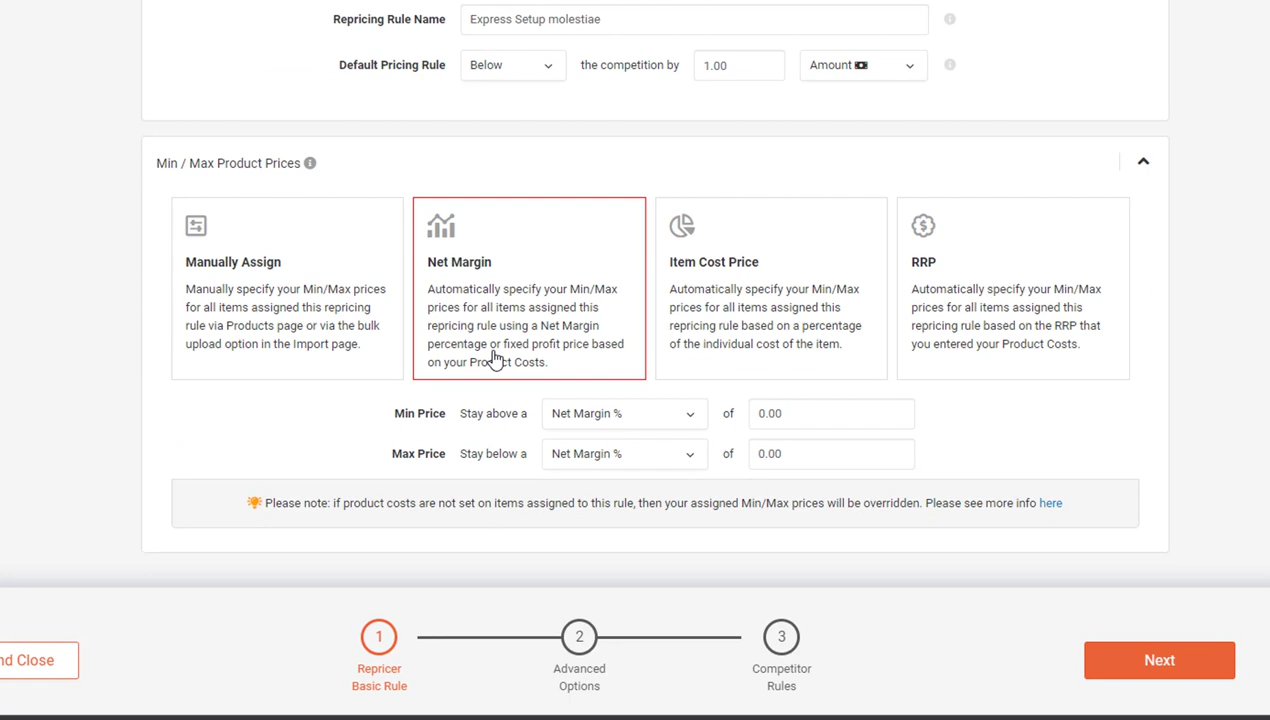 Repricing Rule Name Express Setup molestiae
Default Pricing Rule Below the competition by 1.00 Amount
Min / Max Product Prices
Manually Assign
Manually specify your Min/Max prices
for all items assigned this repricing
rule via Products page or via the bulk
upload option in the Import page.
Net Margin
Automatically specify your Min/Max
prices for all items assigned this
repricing rule using a Net Margin
percentage or fixed profit price based
on your Product Costs.
Item Cost Price
Automatically specify your Min/Max
prices for all items assigned this
repricing rule based on a percentage
of the individual cost of the item.
RRP
Automatically specify your Min/Max
prices for all items assigned this
repricing rule based on the RRP that
you entered your Product Costs.
Min Price Stay above a Net Margin % of 0.00
Max Price Stay below a Net Margin % of 0.00
Please note: if product costs are not set on items assigned to this rule, then your assigned Min/Max prices will be overridden. Please see more info here
nd Close
1
Repricer
Basic Rule
2
Advanced
Options
3
Competitor
Rules
Next